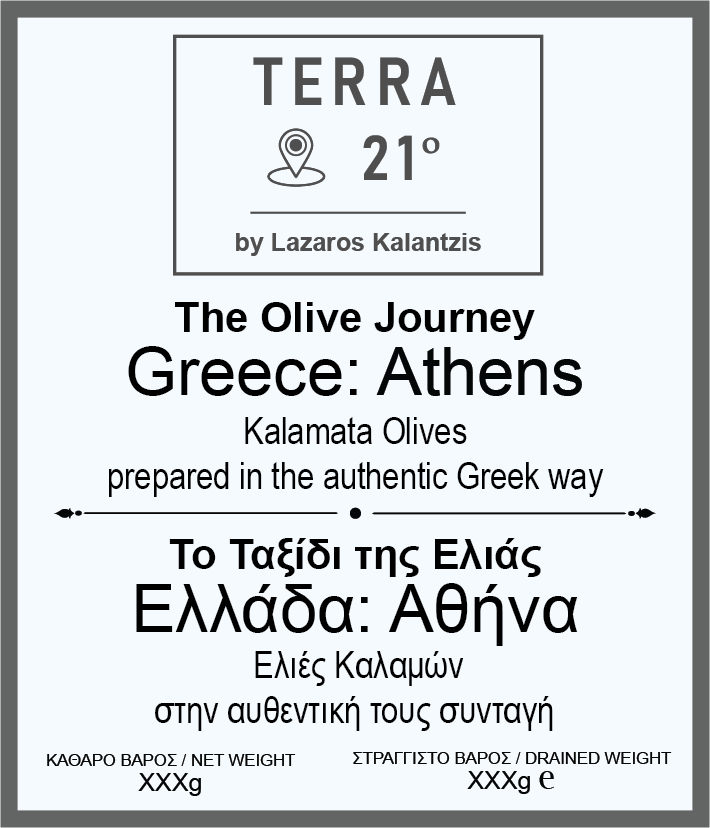 TERRA
21º
by Lazaros Kalantzis
The Olive Journey
Greece: Athens
Kalamata Olives
prepared in the authentic Greek way
Το Ταξίδι της Ελιάς
Ελλάδα: Αθήνα
Ελιές Καλαμών
στην αυθεντική τους συνταγή
ΚΑΘΑΡΟ ΒΑΡΟΣ / NET WEIGHT
XXXg
ΣΤΡΑΓΓΙΣΤΟ ΒΑΡΟΣ / DRAINED WEIGHT
XXXg e